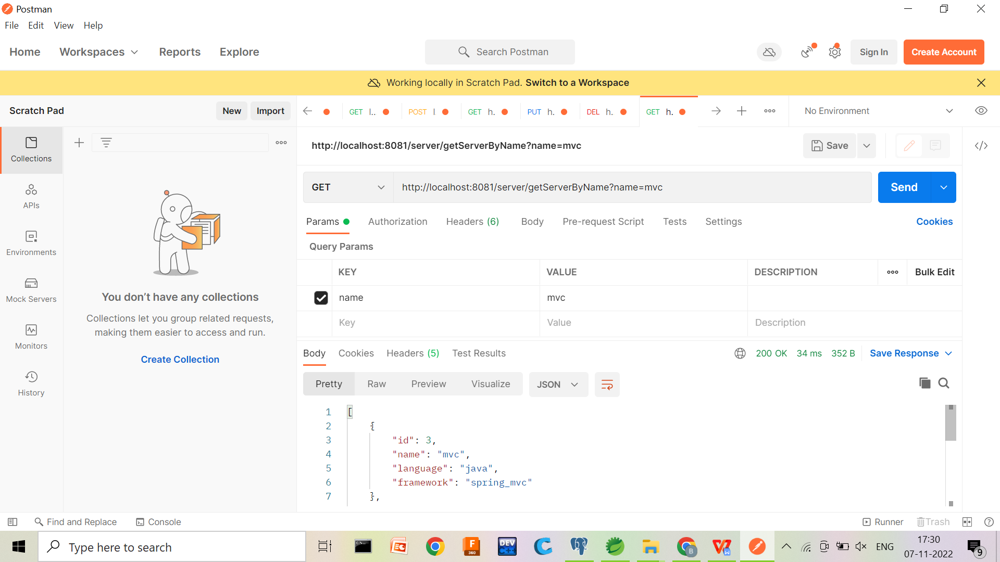 Postman
File Edit View Help
Home Workspaces Reports Explore
Search Postman
Sign In
Create Account
Working locally in Scratch Pad. Switch to a Workspace
Scratch Pad
New
Import
GET l..
POST l
GET h.
PUT h.
DEL h.
GET h.
No Environment
Collections
APIs
Environments
Mock Servers
Monitors
History
You don’t have any collections
Collections let you group related requests,
making them easier to access and run.
Create Collection
http://localhost:8081/server/getServerByName?name=mvc
Save
GET
http://localhost:8081/server/getServerByName?name=mvc
Send
Params Authorization Headers (6) Body Pre-request Script Tests Settings
Cookies
Query Params
KEY VALUE DESCRIPTION Bulk Edit
name mvc
Key Value Description
Body Cookies Headers (5) Test Results
200 OK 34 ms 352 B Save Response
Pretty Raw Preview Visualize JSON
1 [
2 {
3 "id": 3,
4 "name": "mvc",
5 "language": "java",
6 "framework": "spring_mvc"
7 },
Find and Replace
Console
Runner
Trash
Type here to search
F
360
DEV
C++
B
W
ENG
17:30
07-11-2022
9